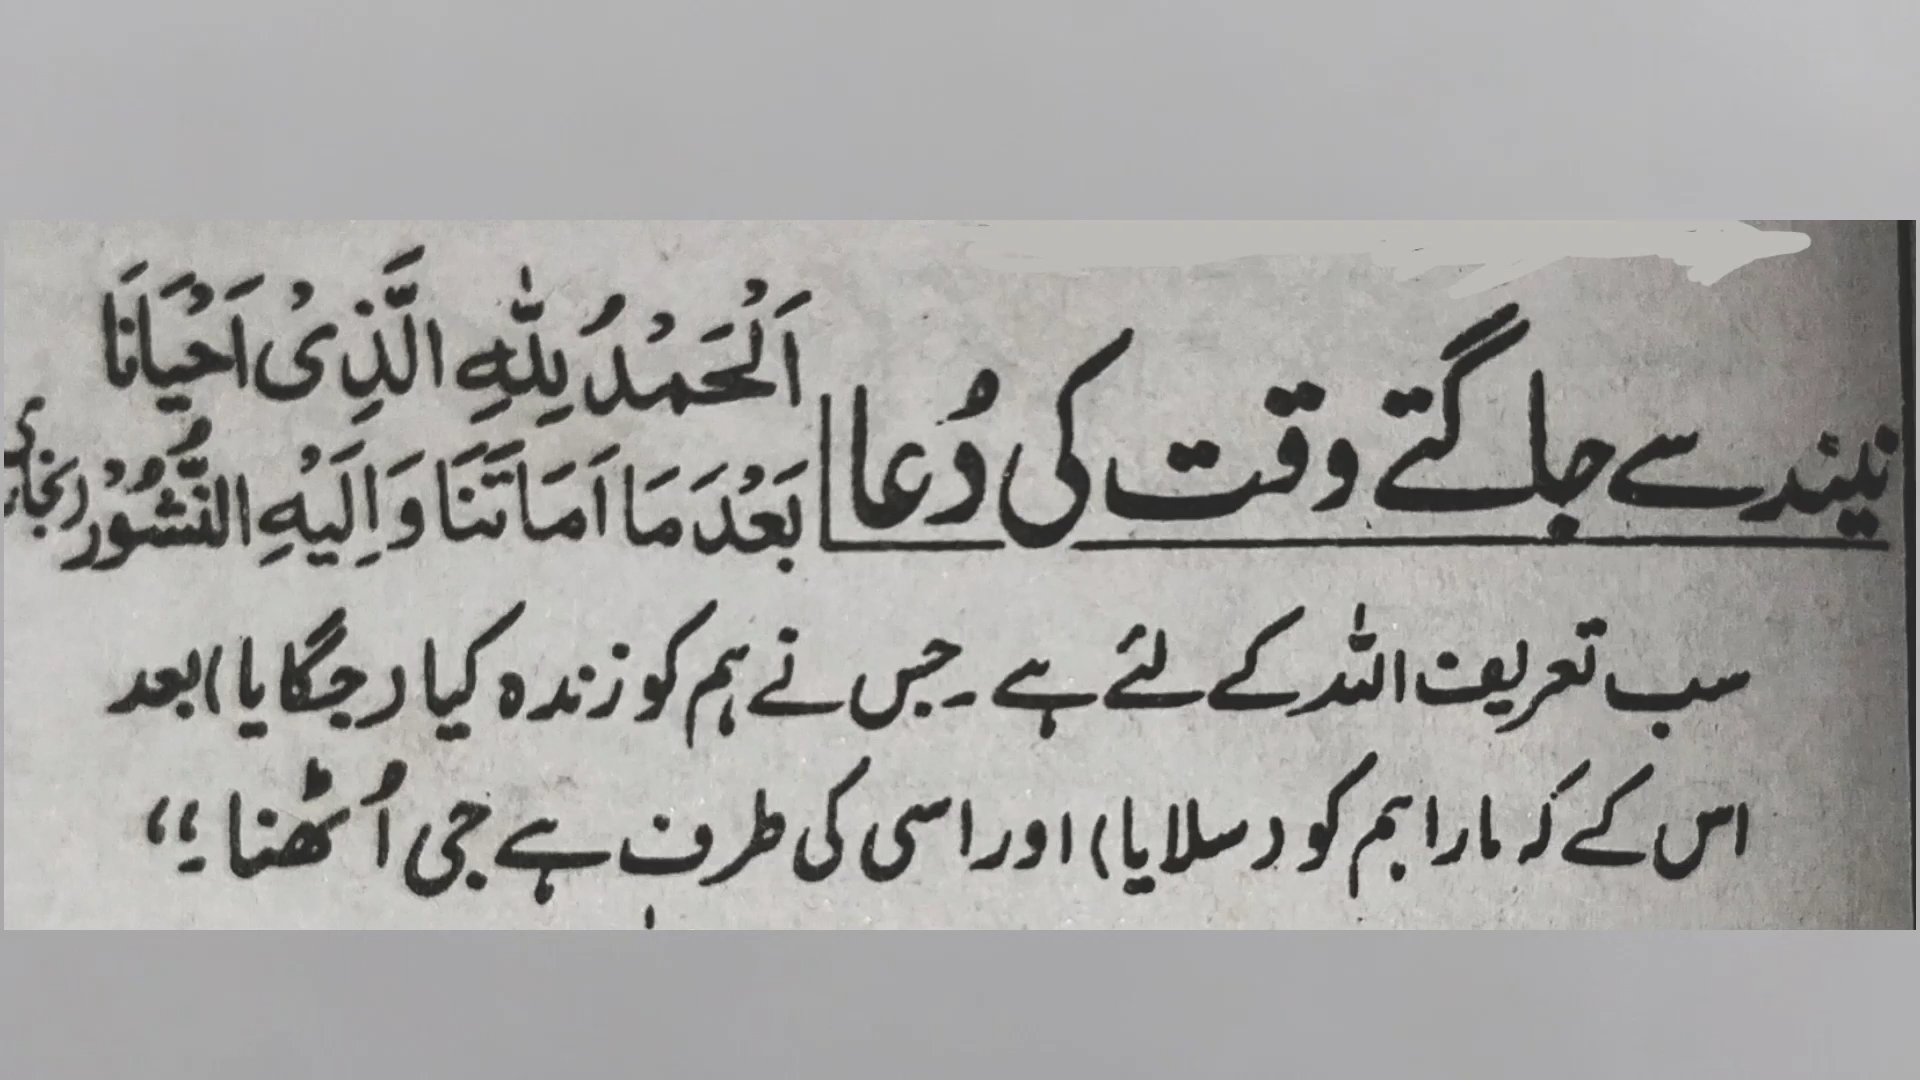 نیند سے جاگتے وقت کی دُعا
اَلْحَمْدُ لِلّٰهِ الَّذِیْ اَحْیَانَا
بَعْدَ مَا اَمَاتَنَا وَ اِلَیْهِ النُّشُوْرُ (بخاری
سب تعریف اللہ کے لئے ہے۔ جس نے ہم کو زندہ کیا (جگایا) بعد
اس کے کہ مارا ہم کو (سلایا) اور اسی کی طرف ہے جی اُٹھنا ؛“